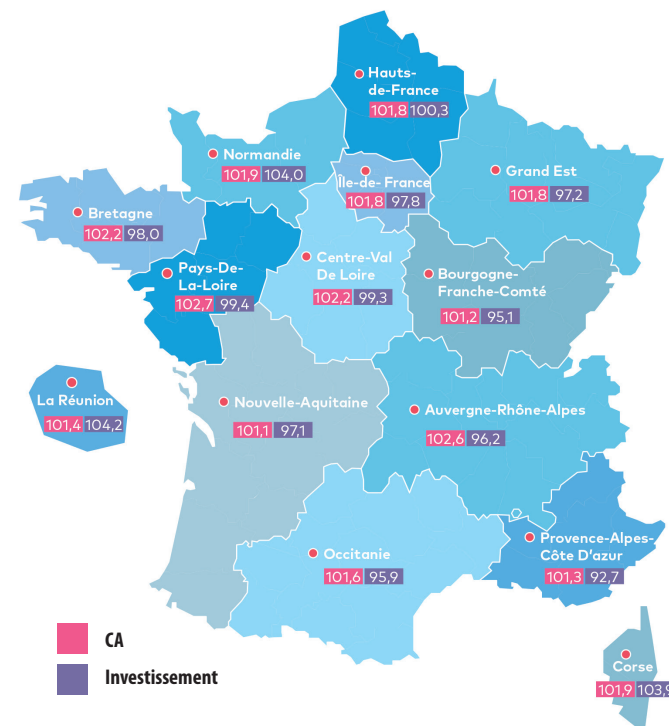 Hauts-
de-France
101,8 100,3
Normandie
101,9 104,0
Île-de- France
101,8 97,8
Grand Est
101,8 97,2
Bretagne
102,2 98,0
Pays-De-
La-Loire
102,7 99,4
Centre-Val
De Loire
102,2 99,3
Bourgogne-
Franche-Comté
101,2 95,1
La Réunion
101,4 104,2
Nouvelle-Aquitaine
101,1 97,1
Auvergne-Rhône-Alpes
102,6 96,2
Occitanie
101,6 95,9
Provence-Alpes-
Côte D'azur
101,3 92,7
Corse
101,9 103,9
CA
Investissement